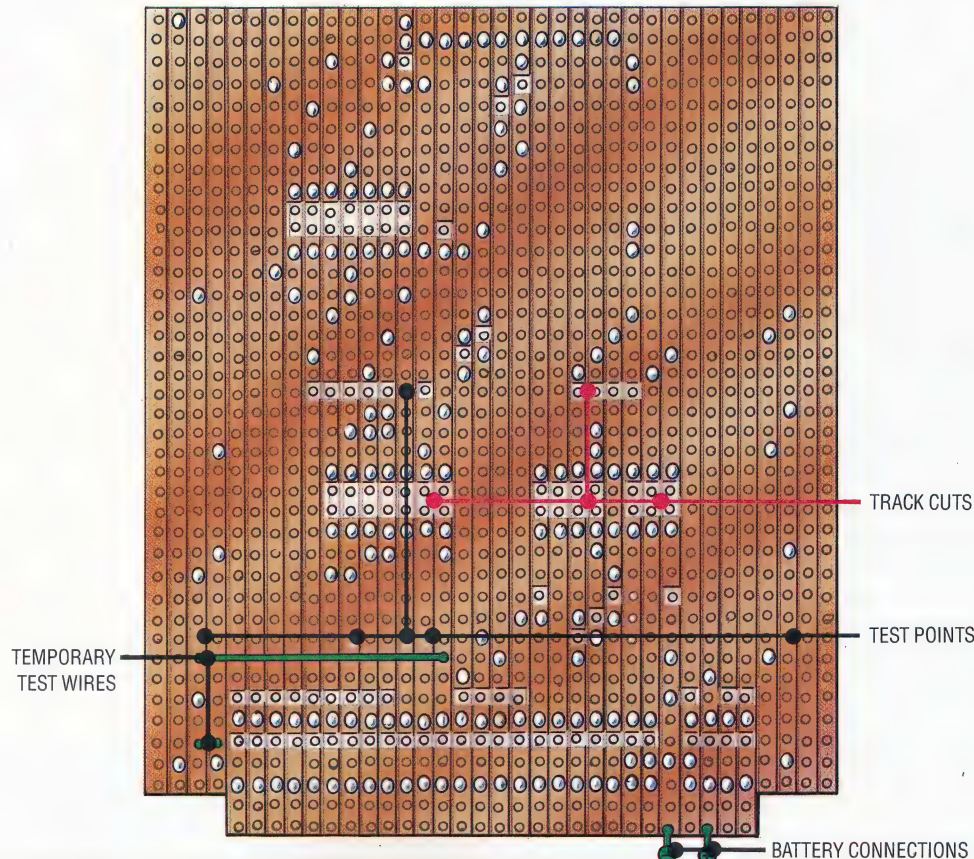 TRACK CUTS
TEST POINTS
TEMPORARY
TEST WIRES
BATTERY CONNECTIONS